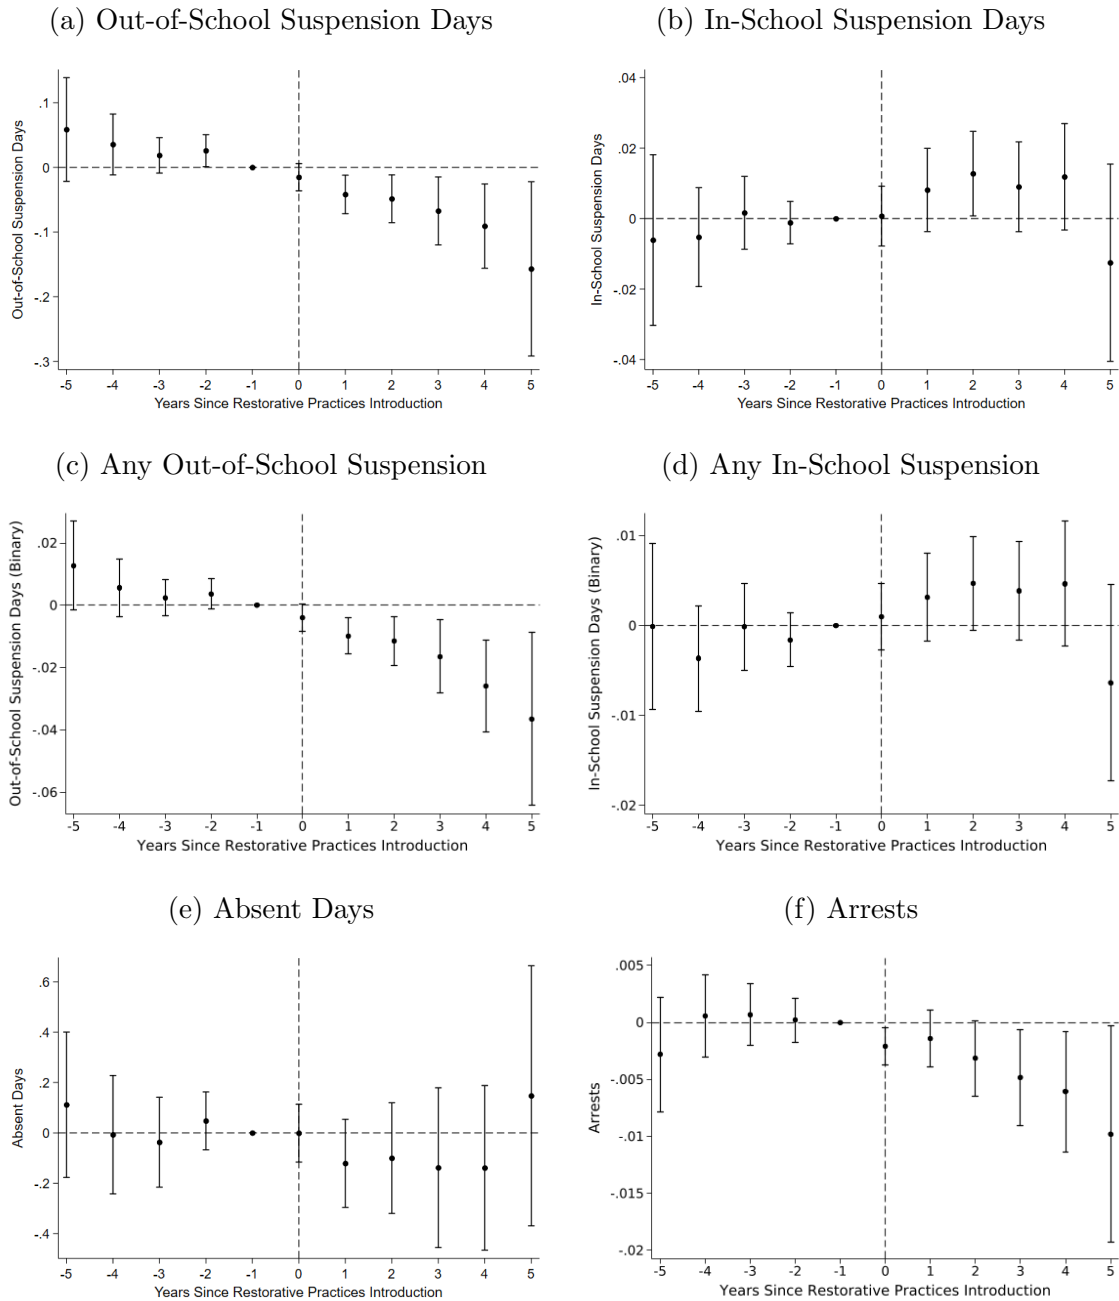 (a) Out-of-School Suspension Days
.1
0
-.1
-.2
-.3
Out-of-School Suspension Days
-5 -4 -3 -2 -1 0 1 2 3 4 5
Years Since Restorative Practices Introduction
(b) In-School Suspension Days
.04
.02
0
-.02
-.04
In-School Suspension Days
-5 -4 -3 -2 -1 0 1 2 3 4 5
Years Since Restorative Practices Introduction
(c) Any Out-of-School Suspension
.02
0
-.02
-.04
-.06
Out-of-School Suspension Days (Binary)
-5 -4 -3 -2 -1 0 1 2 3 4 5
Years Since Restorative Practices Introduction
(d) Any In-School Suspension
.01
0
-.01
-.02
In-School Suspension Days (Binary)
-5 -4 -3 -2 -1 0 1 2 3 4 5
Years Since Restorative Practices Introduction
(e) Absent Days
.6
.4
.2
0
-.2
-.4
Absent Days
-5 -4 -3 -2 -1 0 1 2 3 4 5
Years Since Restorative Practices Introduction
(f) Arrests
.005
0
-.005
-.01
-.015
-.02
Arrests
-5 -4 -3 -2 -1 0 1 2 3 4 5
Years Since Restorative Practices Introduction